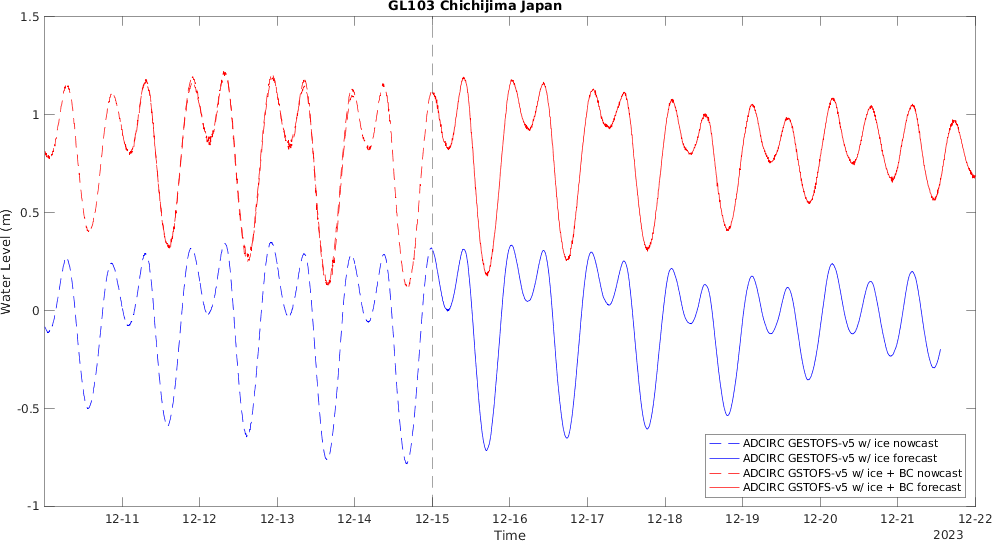 GL103 Chichijima Japan
1.5
1
0.5
0
-0.5
-1
Water Level (m)
12-11 12-12 12-13 12-14 12-15 12-16 12-17 12-18 12-19 12-20 12-21 12-22
Time
2023
ADCIRC GESTOFS-v5 w/ ice nowcast
ADCIRC GESTOFS-v5 w/ ice forecast
ADCIRC GSTOFS-v5 w/ ice + BC nowcast
ADCIRC GSTOFS-v5 w/ ice + BC forecast